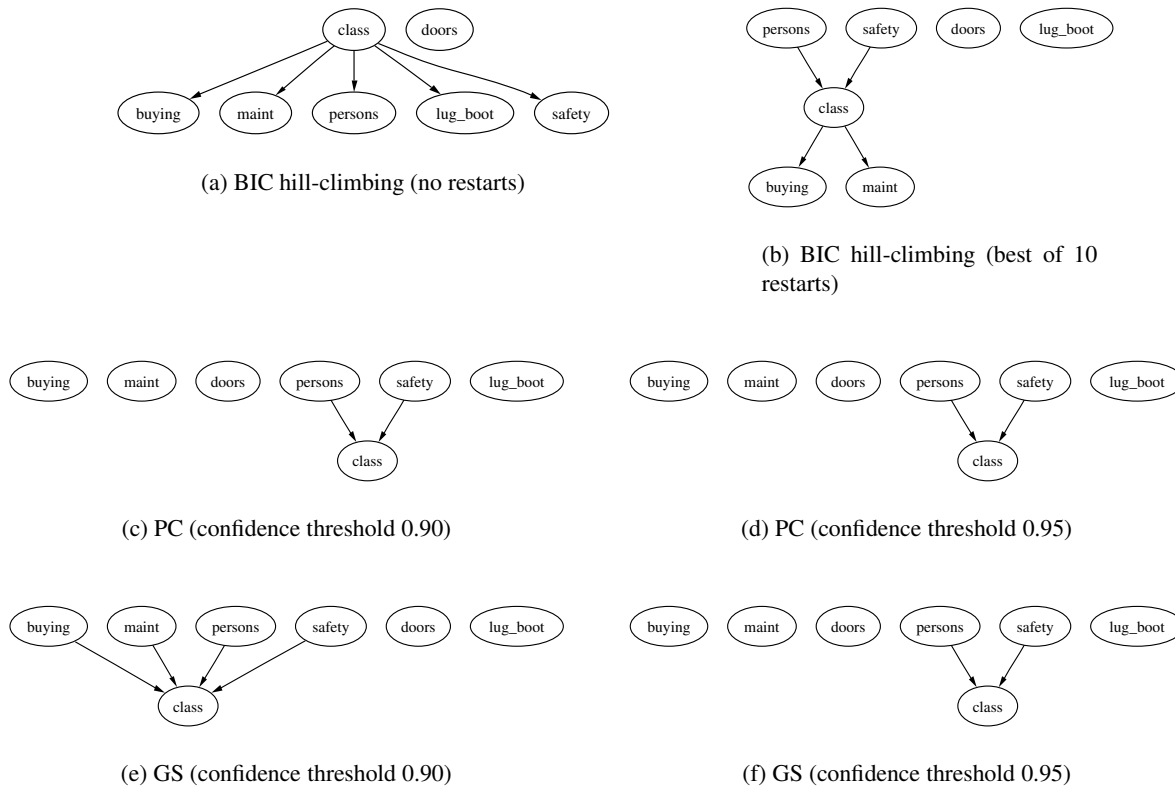 class doors
buying maint persons lug_boot safety
(a) BIC hill-climbing (no restarts)
persons safety doors lug_boot
class
buying maint
(b) BIC hill-climbing (best of 10
restarts)
buying maint doors persons safety lug_boot
class
(c) PC (confidence threshold 0.90)
buying maint doors persons safety lug_boot
class
(d) PC (confidence threshold 0.95)
buying maint persons safety doors lug_boot
class
(e) GS (confidence threshold 0.90)
buying maint doors persons safety lug_boot
class
(f) GS (confidence threshold 0.95)